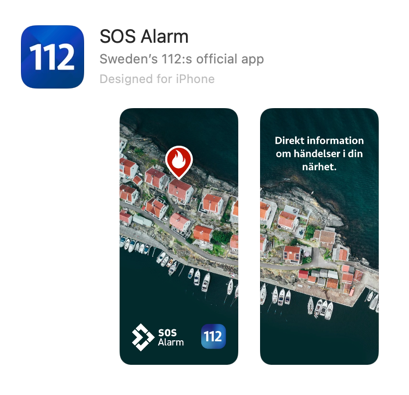 112
SOS Alarm
Sweden's 112:s official app
Designed for iPhone
Direkt information
om händelser i din
närhet.
SOS
Alarm
112